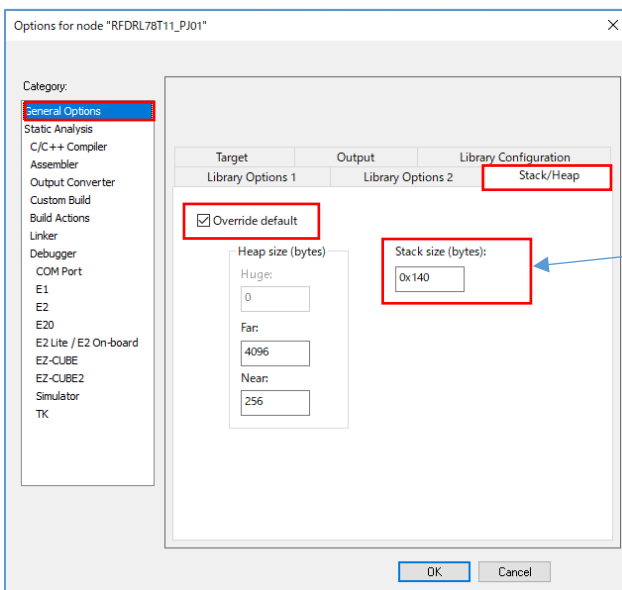 Options for node "RFDRL78T11_PJ01"
Category:
General Options
Static Analysis
C/C++ Compiler
Assembler
Output Converter
Custom Build
Build Actions
Linker
Debugger
COM Port
E1
E2
E20
E2 Lite / E2 On-board
EZ-CUBE
EZ-CUBE2
Simulator
TK
Target Output Library Configuration
Library Options 1 Library Options 2 Stack/Heap
Override default
Heap size (bytes)
Huge:
0
Far:
4096
Near:
256
Stack size (bytes):
0x140
OK Cancel